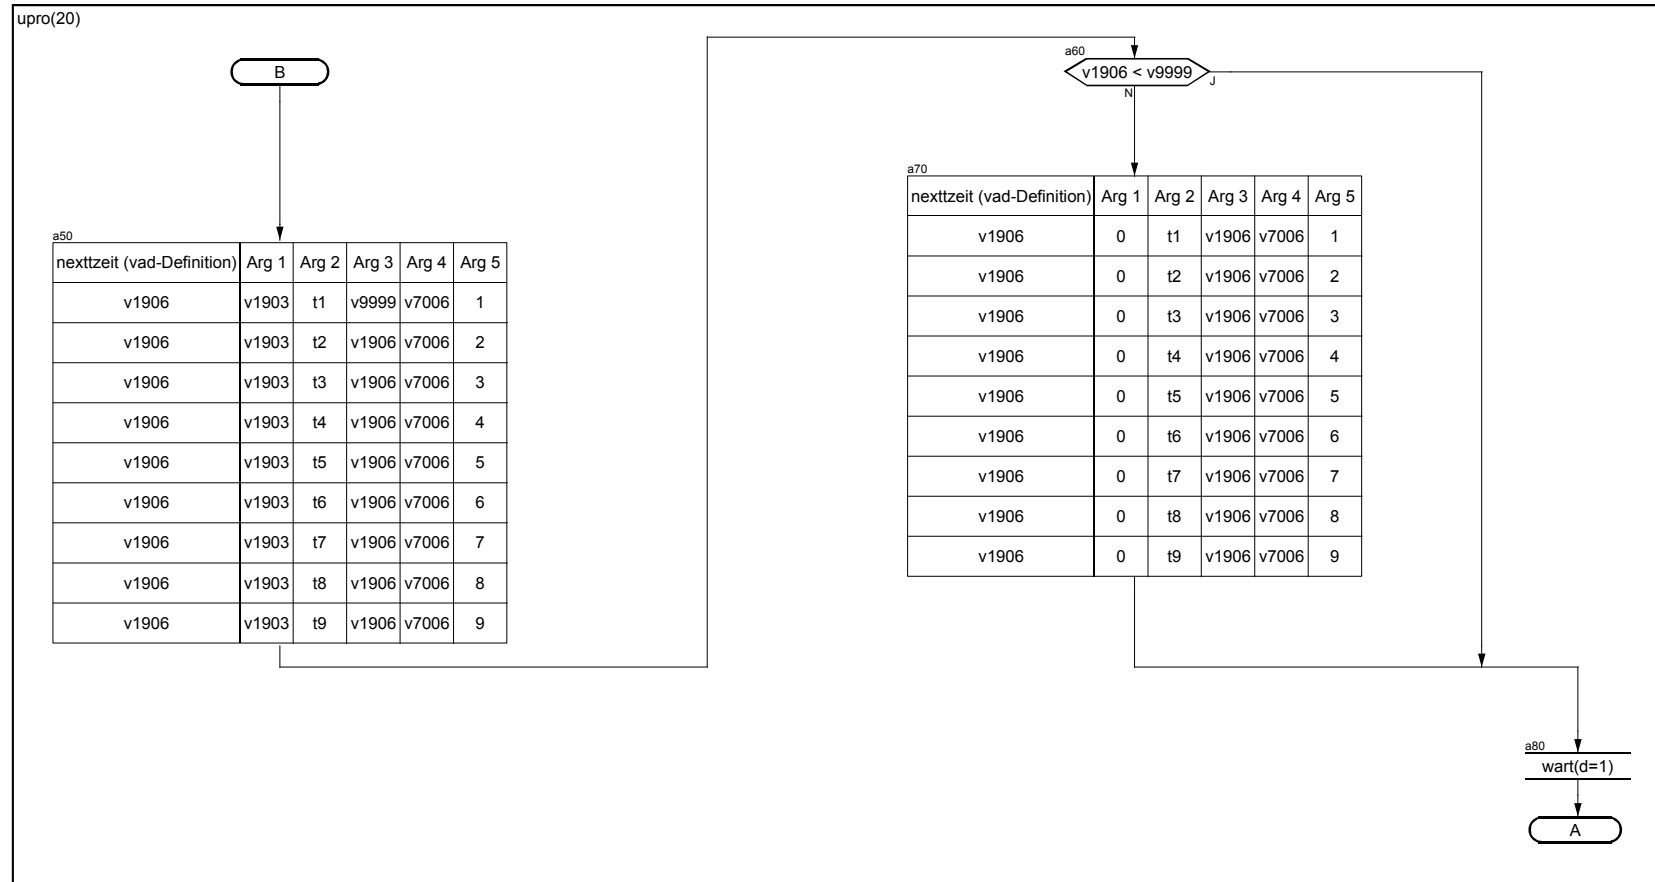 upro(20)
B
a50
nexttzeit (vad-Definition) Arg 1 Arg 2 Arg 3 Arg 4 Arg 5
v1906 v1903 t1 v9999 v7006 1
v1906 v1903 t2 v1906 v7006 2
v1906 v1903 t3 v1906 v7006 3
v1906 v1903 t4 v1906 v7006 4
v1906 v1903 t5 v1906 v7006 5
v1906 v1903 t6 v1906 v7006 6
v1906 v1903 t7 v1906 v7006 7
v1906 v1903 t8 v1906 v7006 8
v1906 v1903 t9 v1906 v7006 9
a60
v1906 < v9999
J
N
a70
nexttzeit (vad-Definition) Arg 1 Arg 2 Arg 3 Arg 4 Arg 5
v1906 0 t1 v1906 v7006 1
v1906 0 t2 v1906 v7006 2
v1906 0 t3 v1906 v7006 3
v1906 0 t4 v1906 v7006 4
v1906 0 t5 v1906 v7006 5
v1906 0 t6 v1906 v7006 6
v1906 0 t7 v1906 v7006 7
v1906 0 t8 v1906 v7006 8
v1906 0 t9 v1906 v7006 9
a80
wart(d=1)
A